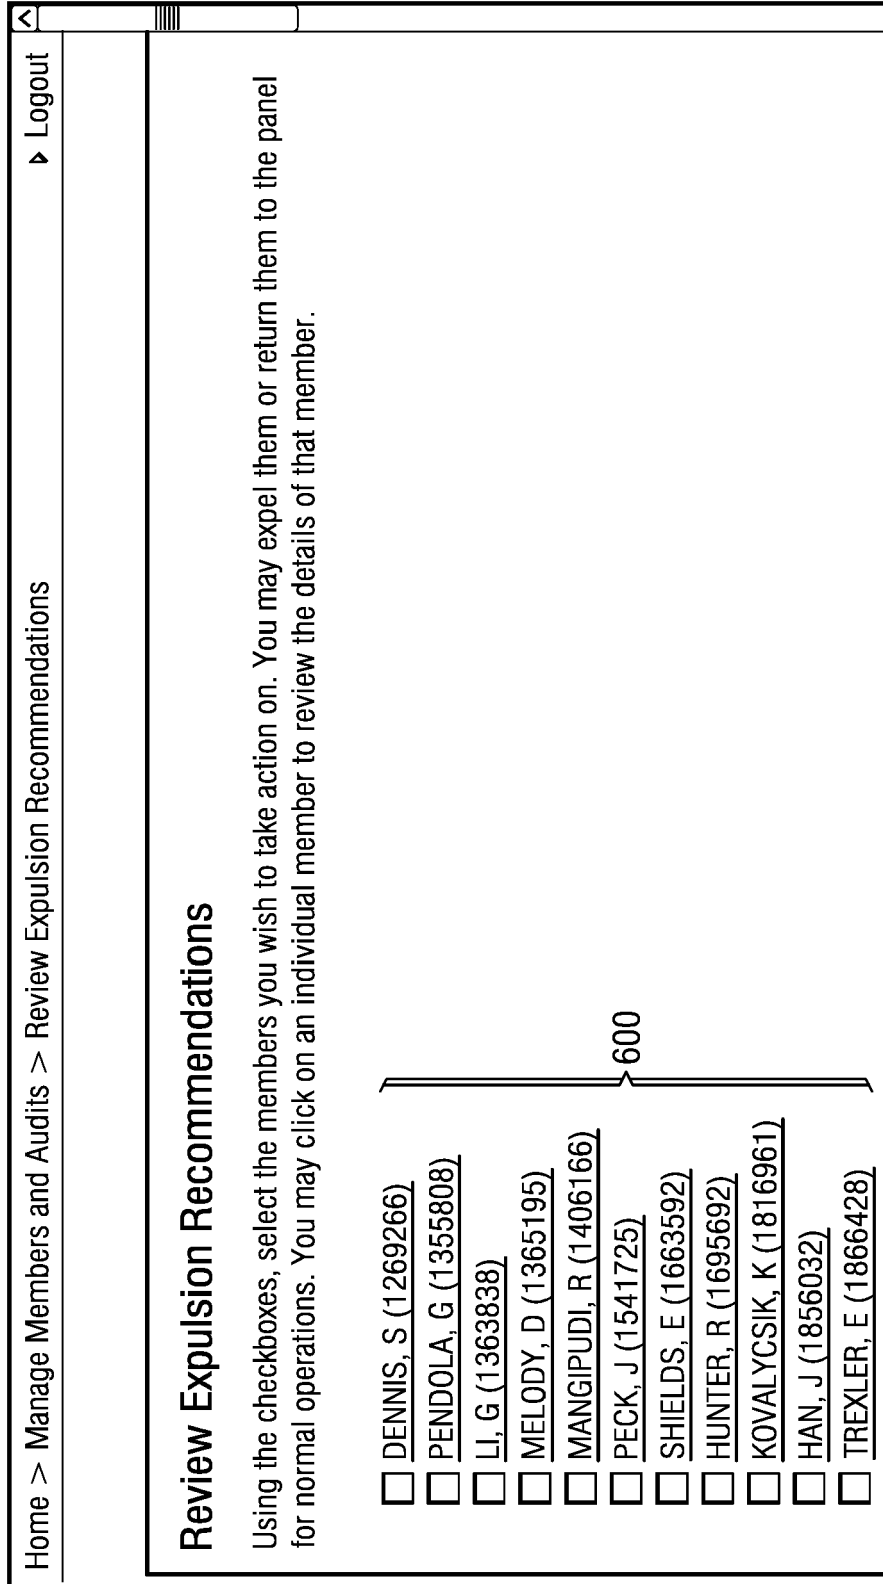 Home > Manage Members and Audits > Review Expulsion Recommendations
Logout
Review Expulsion Recommendations
Using the checkboxes, select the members you wish to take action on. You may expel them or return them to the panel
for normal operations. You may click on an individual member to review the details of that member.
DENNIS, S (1269266)
PENDOLA, G (1355808)
LI, G (1363838)
MELODY, D (1365195)
MANGIPUDI, R (1406166)
PECK, J (1541725)
SHIELDS, E (1663592)
HUNTER, R (1695692)
KOVALYCSIK, K (1816961)
HAN, J (1856032)
TREXLER, E (1866428)
600